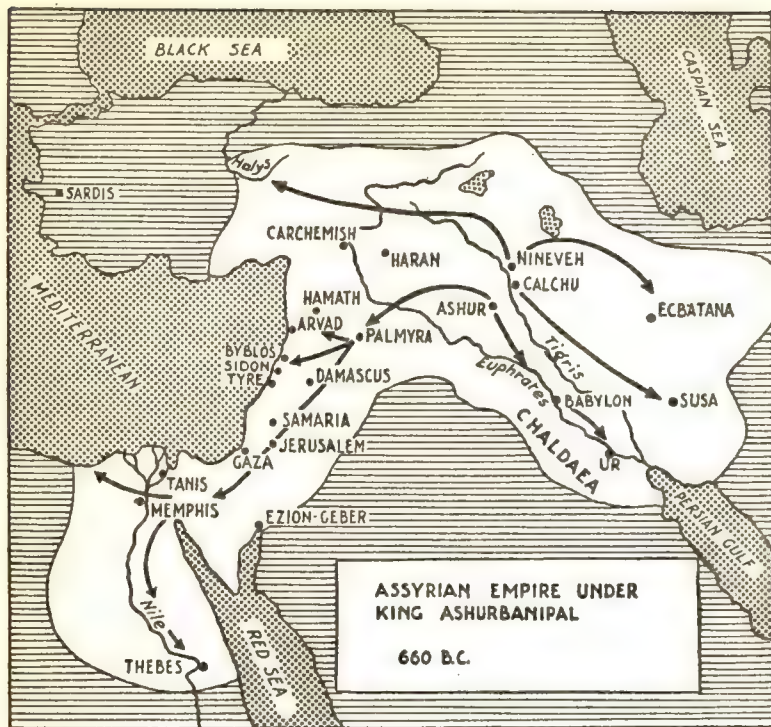 BLACK SEA
CASPIAN SEA
Halys
SARDIS
CARCHEMISH
HARAN
NINEVEH
CALCHU
MEDITERRANEAN
HAMATH
ARVAD
ASHUR
ECBATANA
PALMYRA
BYBLOS
SIDON
TYRE
DAMASCUS
Tigris
Euphrates
BABYLON
SUSA
SAMARIA
JERUSALEM
CHALDAEA
GAZA
UR
TANIS
MEMPHIS
EZION-GEBER
PERSIAN GULF
Nile
THEBES
RED SEA
ASSYRIAN EMPIRE UNDER
KING ASHURBANIPAL
660 B.C.